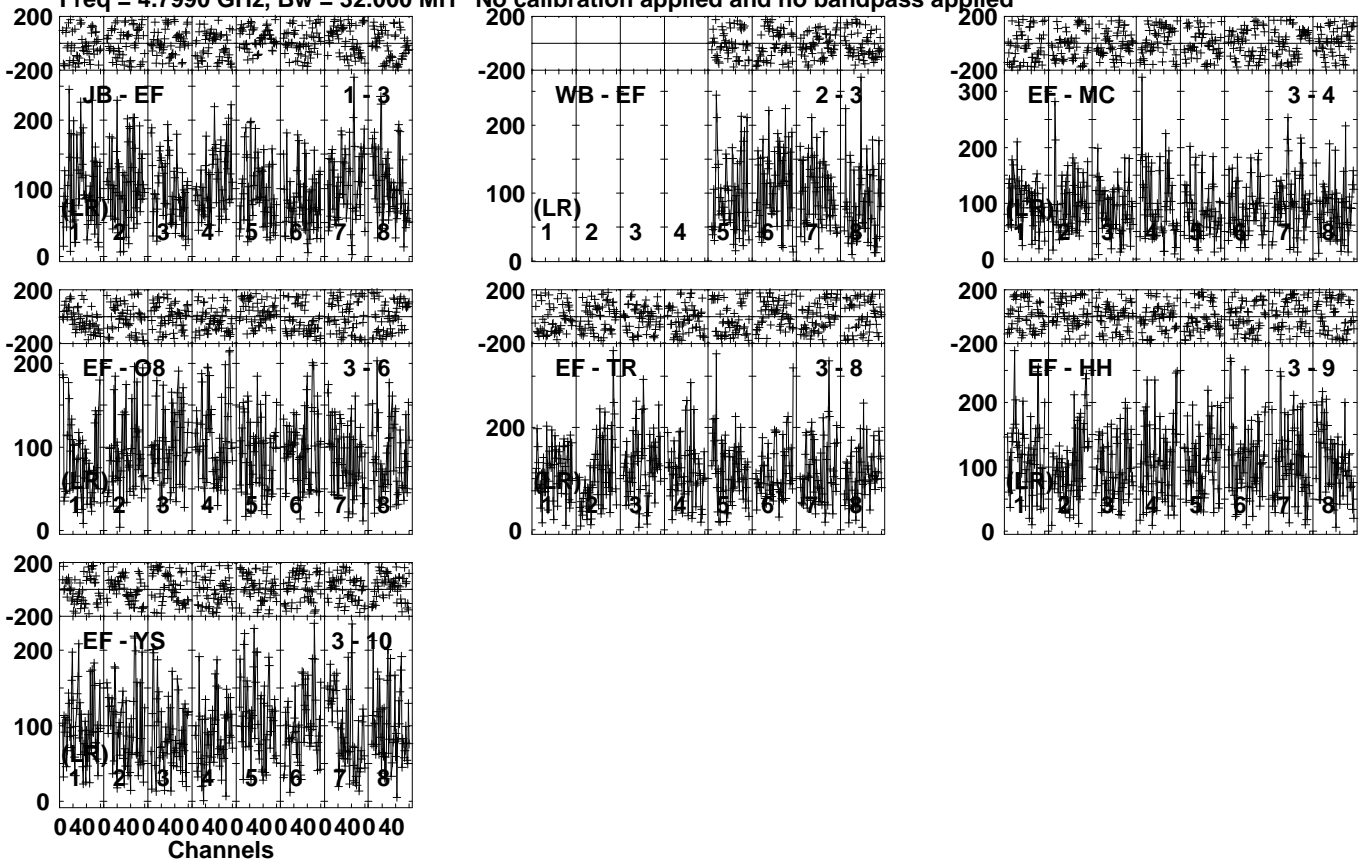 Freq = 4.7990 GHz, Bw = 32.000 MH No calibration applied and no bandpass applied
200
-200
JB - EF 1 - 3
200
100
0
(LR)
1 2 3 4 5 6 7 8
200
-200
WB - EF 2 - 3
200
100
0
(LR)
1 2 3 4 5 6 7 8
200
-200
EF - MC 3 - 4
300
200
100
0
(LR)
1 2 3 4 5 6 7 8
200
-200
EF - O8 3 - 6
200
100
0
(LR)
1 2 3 4 5 6 7 8
200
-200
EF - TR 3 - 8
200
0
(LR)
1 2 3 4 5 6 7 8
200
-200
EF - HH 3 - 9
200
100
0
(LR)
1 2 3 4 5 6 7 8
200
-200
EF - YS 3 - 10
200
100
0
(LR)
1 2 3 4 5 6 7 8
0 40 0 40 0 40 0 40 0 40 0 40 0 40 0 40
Channels